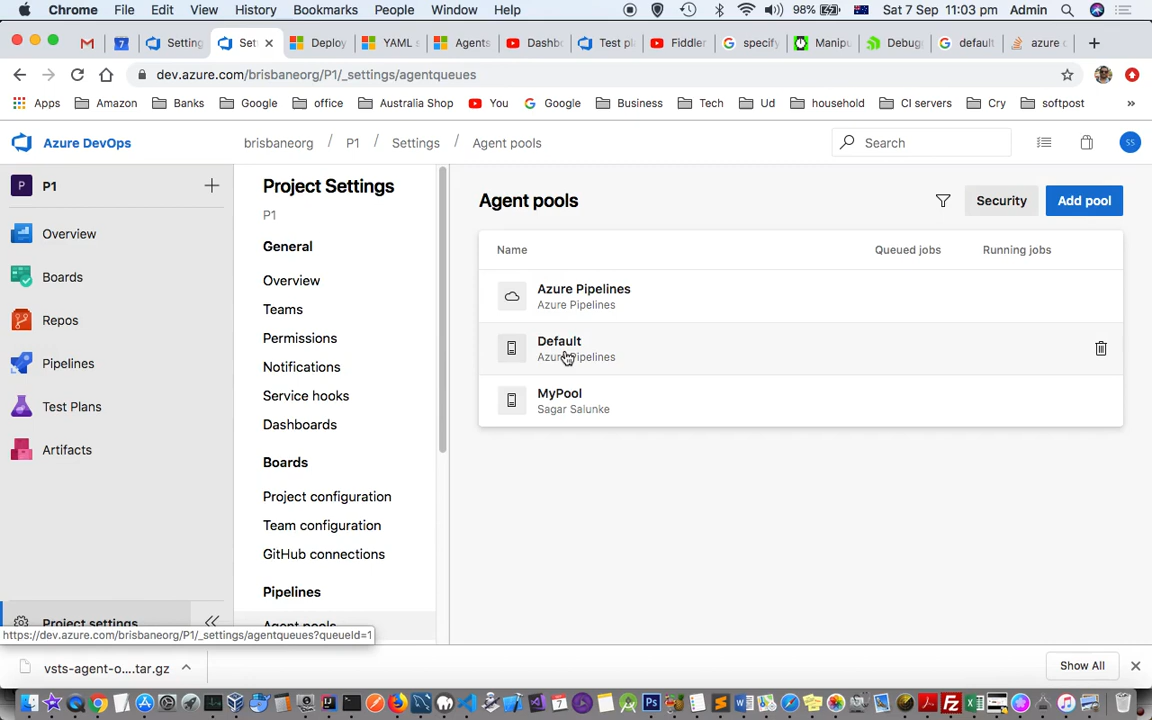 Chrome File Edit View History Bookmarks People Window Help 98% Sat 7 Sep 11:03 pm Admin
7 Setting Set Deploy YAML s Agents Dashb Test pl Fiddler specify Manipu Debug default azure
dev.azure.com/brisbaneorg/P1/_settings/agentqueues
Apps Amazon Banks Google office Australia Shop You Google Business Tech Ud household CI servers Cry softpost »
Azure DevOps brisbaneorg / P1 / Settings / Agent pools Search SS
P P1
Overview
Boards
Repos
Pipelines
Test Plans
Artifacts
Project settings
Project Settings
P1
General
Overview
Teams
Permissions
Notifications
Service hooks
Dashboards
Boards
Project configuration
Team configuration
GitHub connections
Pipelines
Agent pools
Agent pools Security Add pool
Name Queued jobs Running jobs
Azure Pipelines
Azure Pipelines
Default
Azure Pipelines
MyPool
Sagar Salunke
https://dev.azure.com/brisbaneorg/P1/_settings/agentqueues?queueId=1
vsts-agent-o....tar.gz Show All